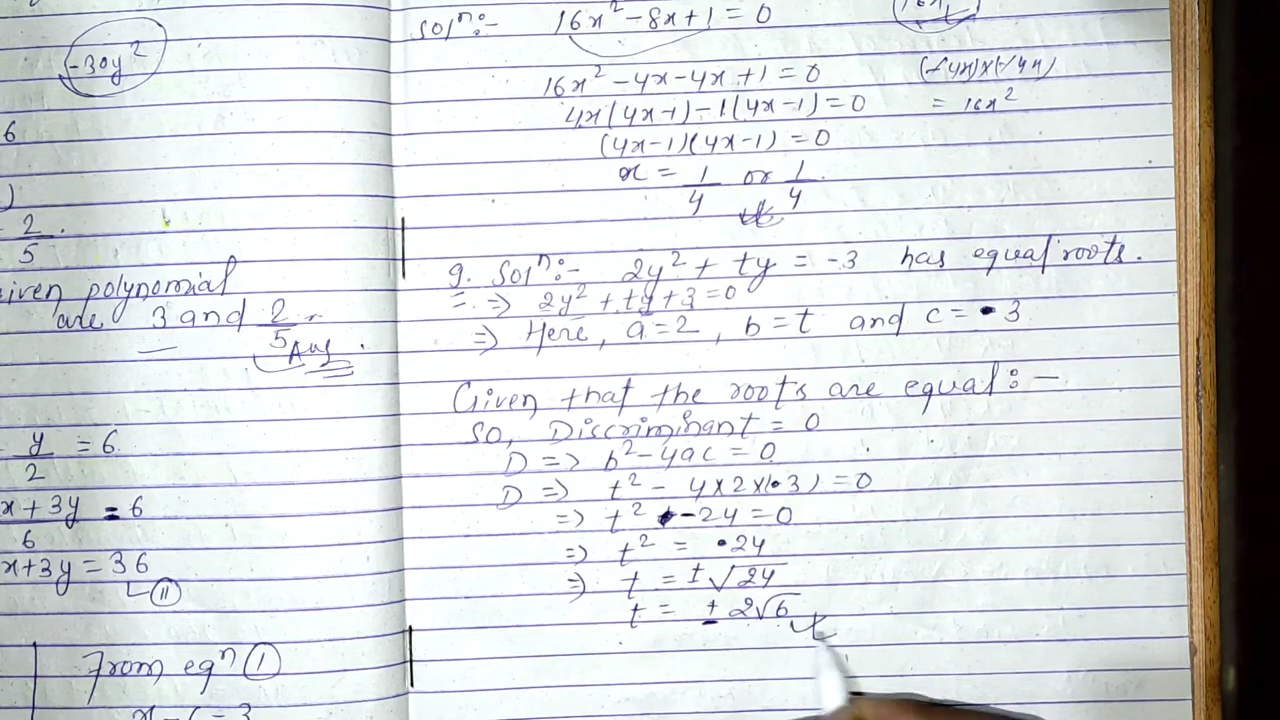 -30y²
6
)
2/5.
given polynomial
are 3 and 2/5.
Ans.
y/2 = 6
x + 3y/6 = 6
x+3y = 36
(II)
From eqⁿ (I)
Solⁿ:- 16x² - 8x + 1 = 0
16x² - 4x - 4x + 1 = 0 (-4x)x(-4x)
4x(4x-1) - 1(4x-1) = 0 = 16x²
(4x-1)(4x-1) = 0
x = 1/4 or 1/4
9. Solⁿ:- 2y² + ty = -3 has equal roots.
=. => 2y² + ty + 3 = 0
=> Here, a = 2, b = t and c = 3
Given that the roots are equal:-
SO, Discriminant = 0
D => b² - 4ac = 0
D => t² - 4x2x(3) = 0
=> t² - 24 = 0
=> t² = 24
=> t = ±√24
t = ± 2√6